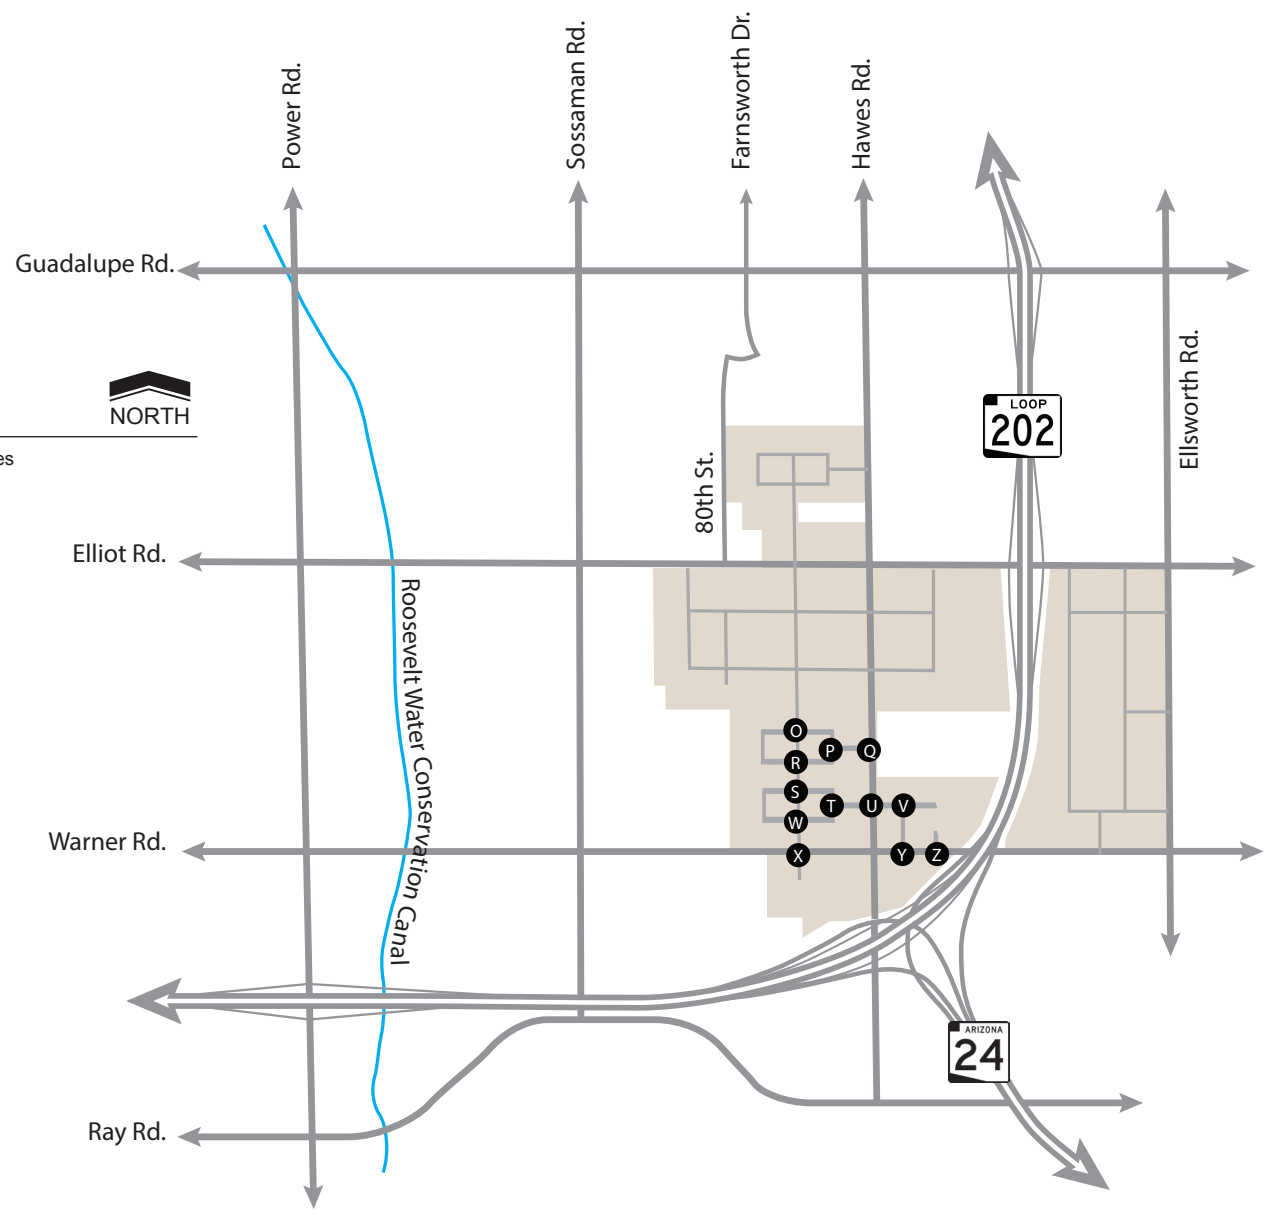 Power Rd.
Sossaman Rd.
Farnsworth Dr.
Hawes Rd.
Guadalupe Rd.
Ellsworth Rd.
NORTH
LOOP
202
es
80th St.
Elliot Rd.
Roosevelt Water Conservation Canal
O
P
Q
R
S
T
U
V
W
Warner Rd.
X
Y
Z
ARIZONA
24
Ray Rd.